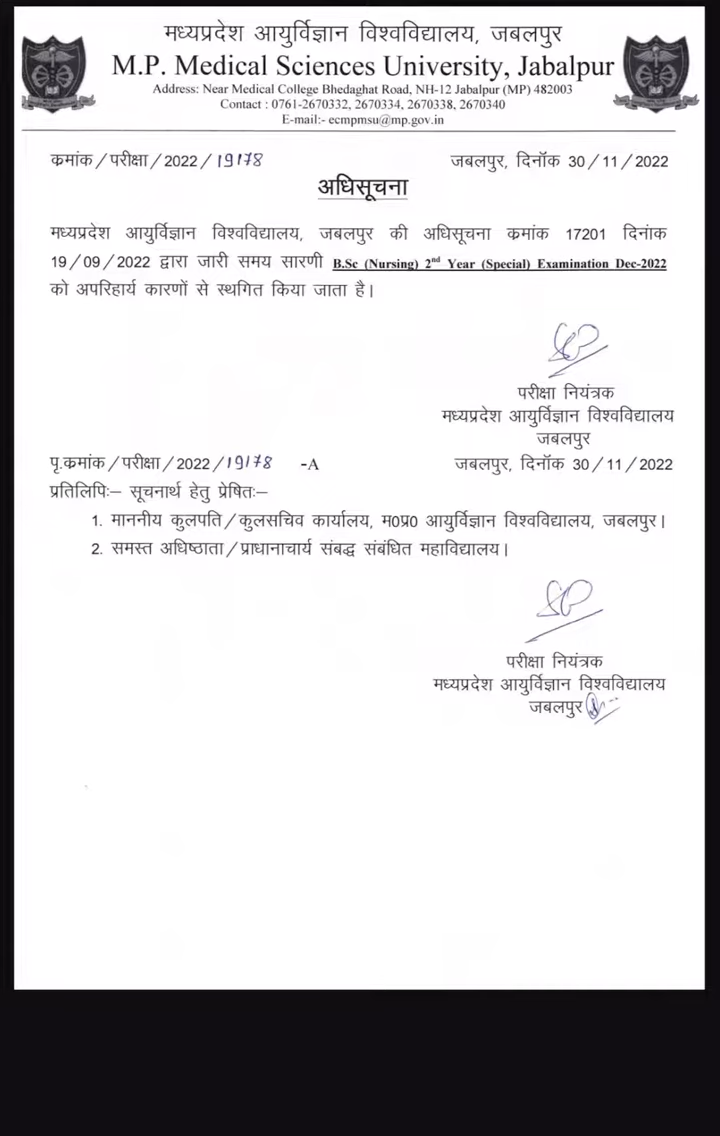 मध्यप्रदेश आयुर्विज्ञान विश्वविद्यालय, जबलपुर
M.P. Medical Sciences University, Jabalpur
Address: Near Medical College Bhedaghat Road, NH-12 Jabalpur (MP) 482003
Contact : 0761-2670332, 2670334, 2670338, 2670340
E-mail:- ecmpmsu@mp.gov.in
क्रमांक/परीक्षा/2022/19178 जबलपुर, दिनॉक 30/11/2022
अधिसूचना
मध्यप्रदेश आयुर्विज्ञान विश्वविद्यालय, जबलपुर की अधिसूचना क्रमांक 17201 दिनांक
19/09/2022 द्वारा जारी समय सारणी B.Sc (Nursing) 2nd Year (Special) Examination Dec-2022
को अपरिहार्य कारणों से स्थगित किया जाता है।
परीक्षा नियंत्रक
मध्यप्रदेश आयुर्विज्ञान विश्वविद्यालय
जबलपुर
पृ.क्रमांक/परीक्षा/2022/19178 -A जबलपुर, दिनॉक 30/11/2022
प्रतिलिपिः– सूचनार्थ हेतु प्रेषितः–
1. माननीय कुलपति/कुलसचिव कार्यालय, म0प्र0 आयुर्विज्ञान विश्वविद्यालय, जबलपुर।
2. समस्त अधिष्ठाता/प्राधानाचार्य संबद्ध संबंधित महाविद्यालय।
परीक्षा नियंत्रक
मध्यप्रदेश आयुर्विज्ञान विश्वविद्यालय
जबलपुर